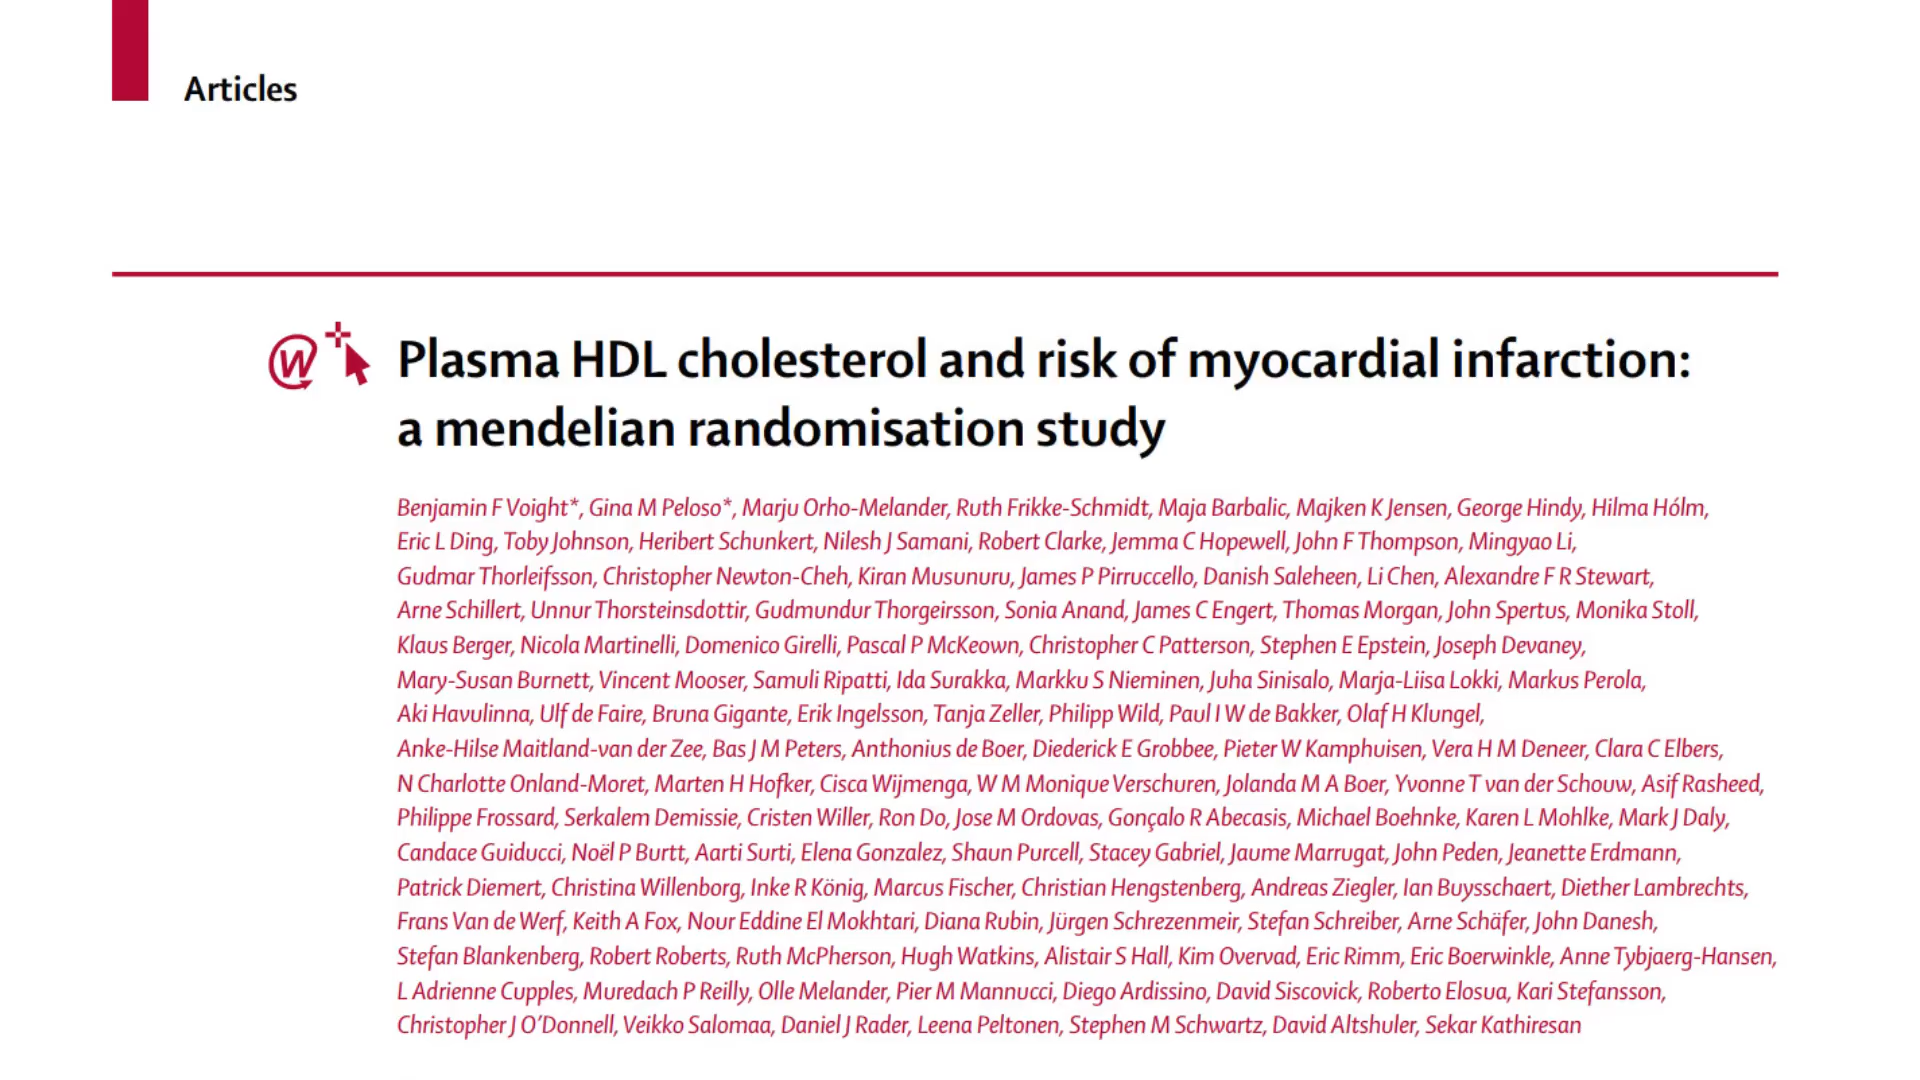 Articles
W
Plasma HDL cholesterol and risk of myocardial infarction:
a mendelian randomisation study
Benjamin F Voight*, Gina M Peloso*, Marju Orho-Melander, Ruth Frikke-Schmidt, Maja Barbalic, Majken K Jensen, George Hindy, Hilma Hólm,
Eric L Ding, Toby Johnson, Heribert Schunkert, Nilesh J Samani, Robert Clarke, Jemma C Hopewell, John F Thompson, Mingyao Li,
Gudmar Thorleifsson, Christopher Newton-Cheh, Kiran Musunuru, James P Pirruccello, Danish Saleheen, Li Chen, Alexandre F R Stewart,
Arne Schillert, Unnur Thorsteinsdottir, Gudmundur Thorgeirsson, Sonia Anand, James C Engert, Thomas Morgan, John Spertus, Monika Stoll,
Klaus Berger, Nicola Martinelli, Domenico Girelli, Pascal P McKeown, Christopher C Patterson, Stephen E Epstein, Joseph Devaney,
Mary-Susan Burnett, Vincent Mooser, Samuli Ripatti, Ida Surakka, Markku S Nieminen, Juha Sinisalo, Marja-Liisa Lokki, Markus Perola,
Aki Havulinna, Ulf de Faire, Bruna Gigante, Erik Ingelsson, Tanja Zeller, Philipp Wild, Paul I W de Bakker, Olaf H Klungel,
Anke-Hilse Maitland-van der Zee, Bas J M Peters, Anthonius de Boer, Diederick E Grobbee, Pieter W Kamphuisen, Vera H M Deneer, Clara C Elbers,
N Charlotte Onland-Moret, Marten H Hofker, Cisca Wijmenga, W M Monique Verschuren, Jolanda M A Boer, Yvonne T van der Schouw, Asif Rasheed,
Philippe Frossard, Serkalem Demissie, Cristen Willer, Ron Do, Jose M Ordovas, Gonçalo R Abecasis, Michael Boehnke, Karen L Mohlke, Mark J Daly,
Candace Guiducci, Noël P Burtt, Aarti Surti, Elena Gonzalez, Shaun Purcell, Stacey Gabriel, Jaume Marrugat, John Peden, Jeanette Erdmann,
Patrick Diemert, Christina Willenborg, Inke R König, Marcus Fischer, Christian Hengstenberg, Andreas Ziegler, Ian Buysschaert, Diether Lambrechts,
Frans Van de Werf, Keith A Fox, Nour Eddine El Mokhtari, Diana Rubin, Jürgen Schrezenmeir, Stefan Schreiber, Arne Schäfer, John Danesh,
Stefan Blankenberg, Robert Roberts, Ruth McPherson, Hugh Watkins, Alistair S Hall, Kim Overvad, Eric Rimm, Eric Boerwinkle, Anne Tybjaerg-Hansen,
L Adrienne Cupples, Muredach P Reilly, Olle Melander, Pier M Mannucci, Diego Ardissino, David Siscovick, Roberto Elosua, Kari Stefansson,
Christopher J O'Donnell, Veikko Salomaa, Daniel J Rader, Leena Peltonen, Stephen M Schwartz, David Altshuler, Sekar Kathiresan